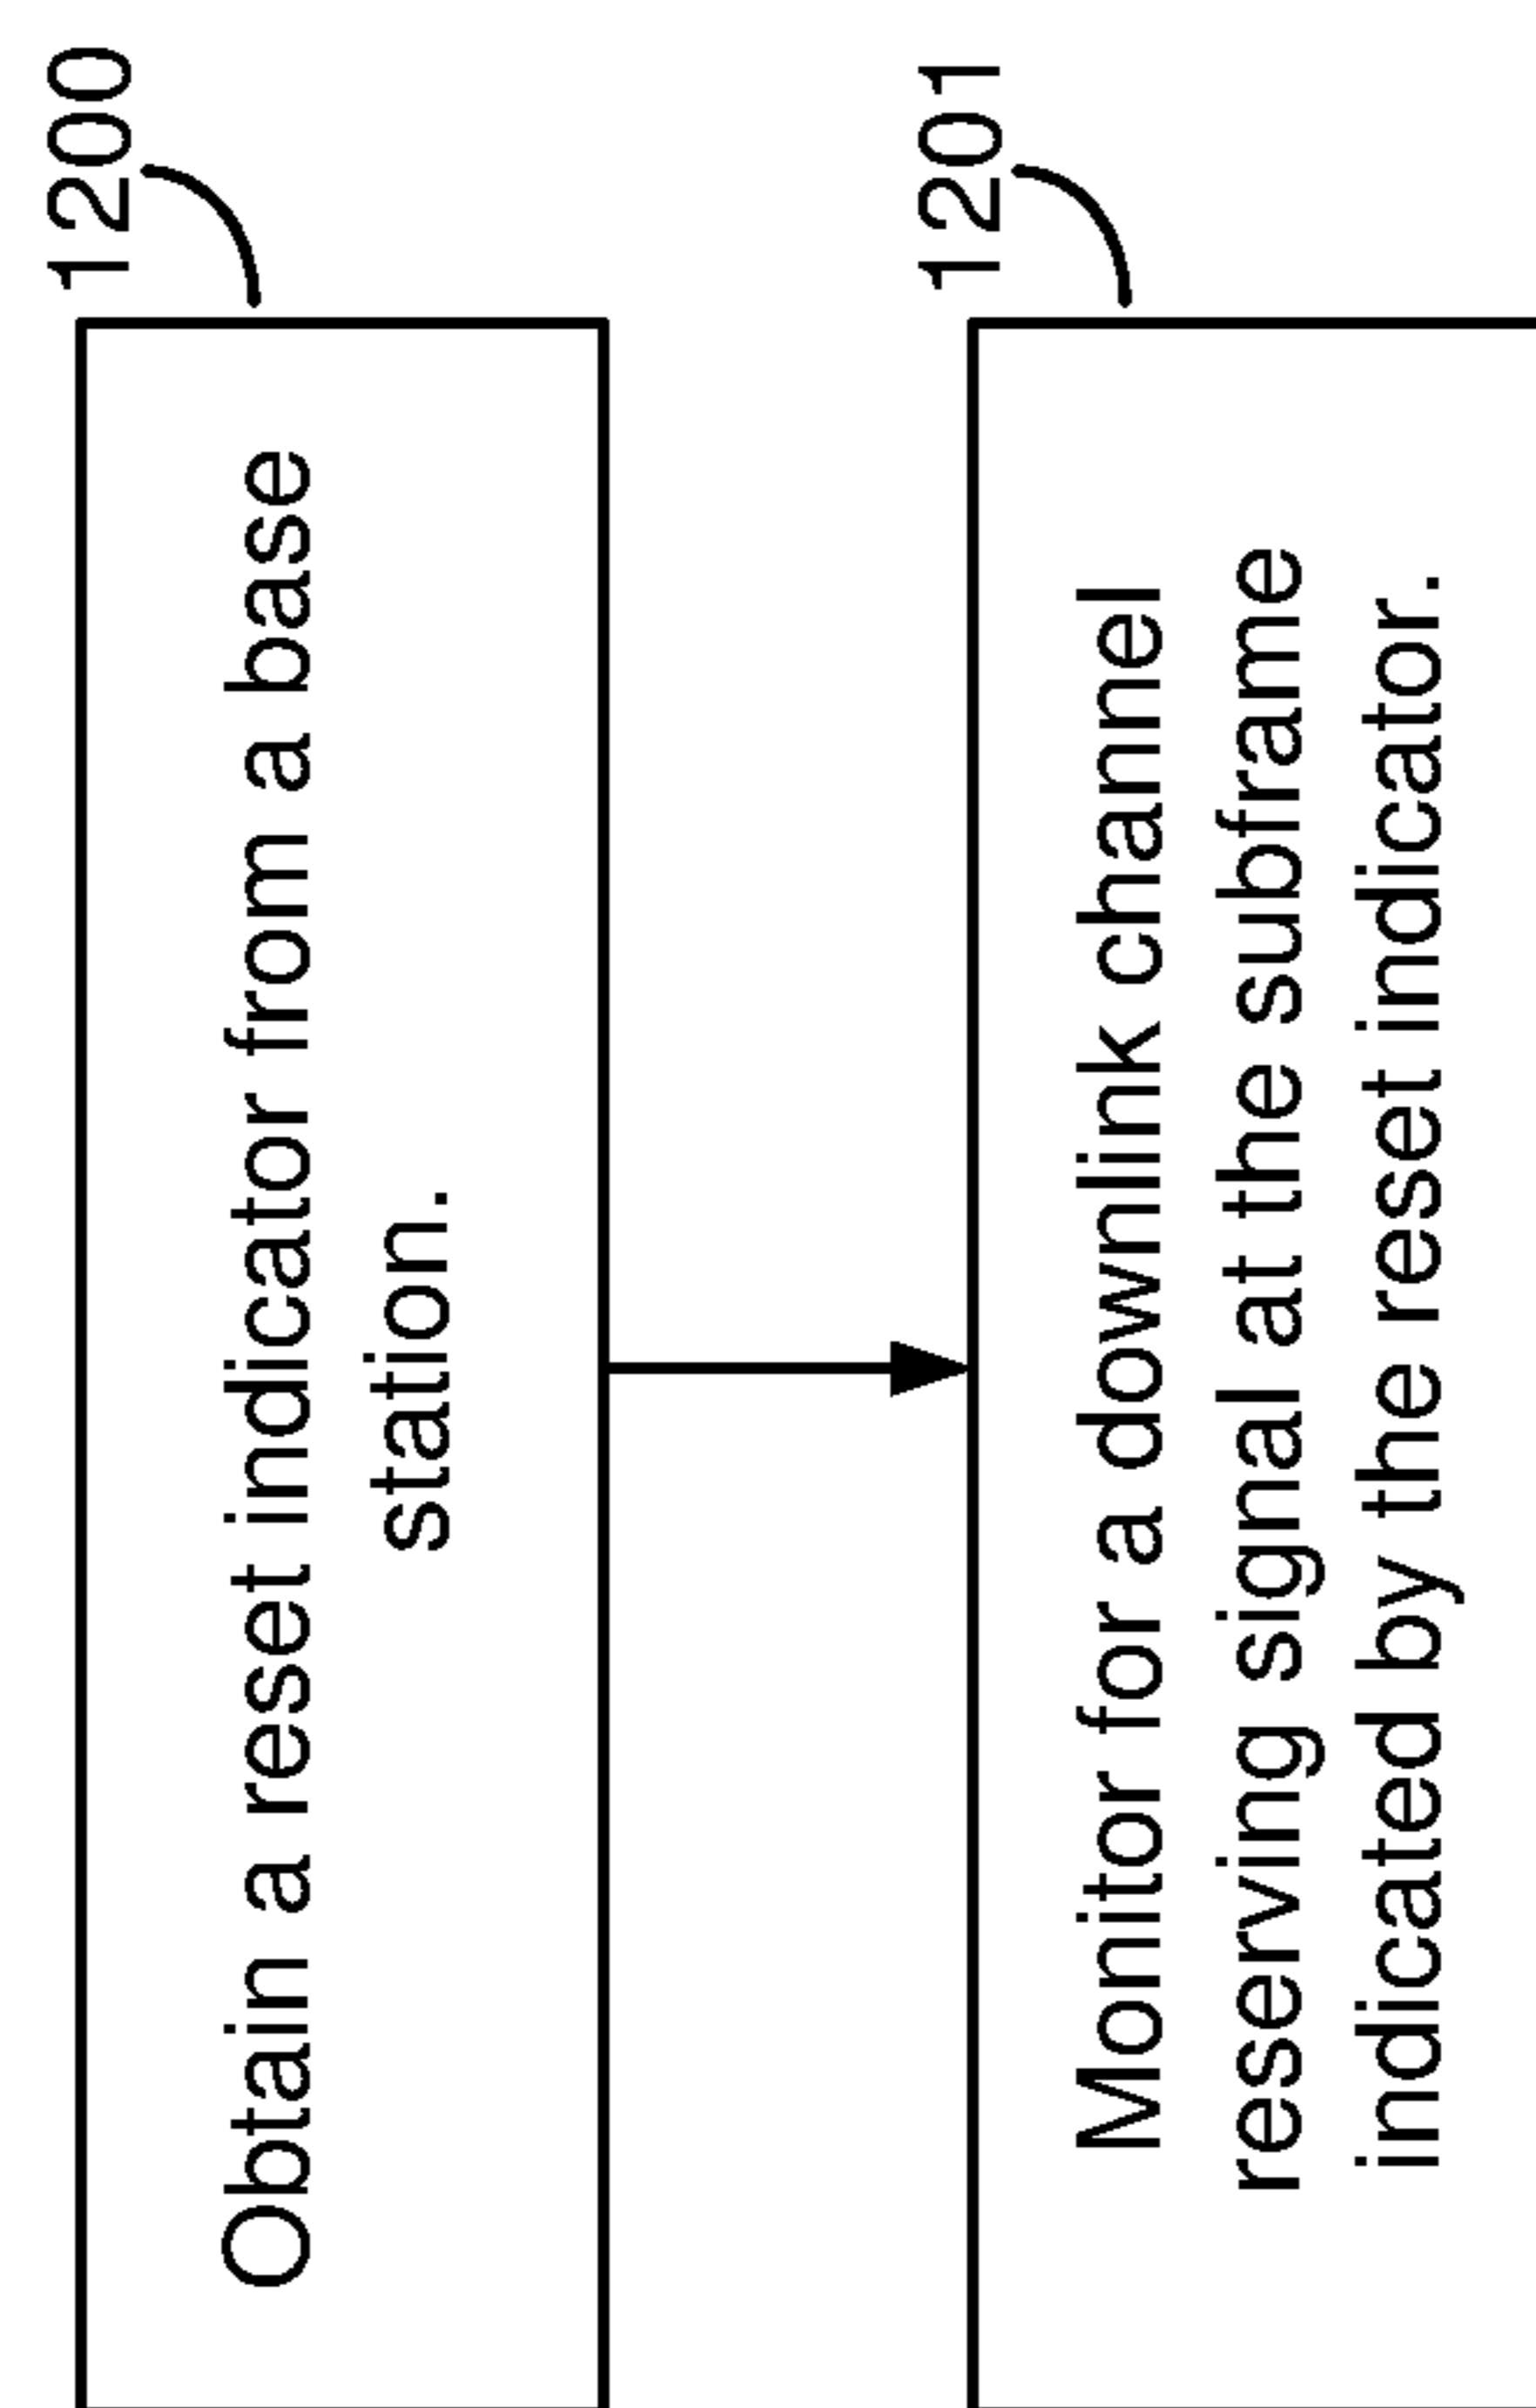 1200
Obtain a reset indicator from a base
station.
1201
Monitor for a downlink channel
reserving signal at the subframe
indicated by the reset indicator.